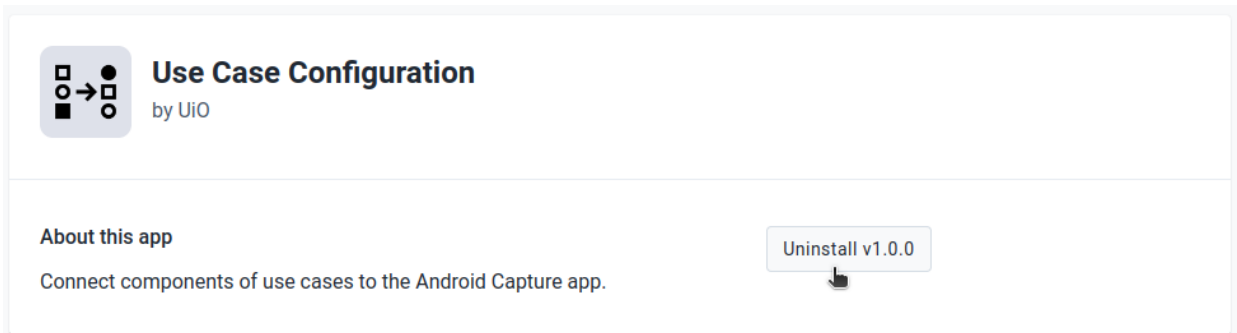 Use Case Configuration
by UiO
About this app
Uninstall v1.0.0
Connect components of use cases to the Android Capture app.